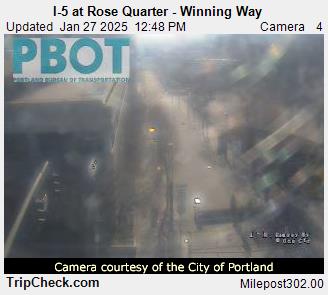 I-5 at Rose Quarter - Winning Way
Updated Jan 27 2025 12:48 PM Camera 4
PBOT
PORTLAND BUREAU OF TRANSPORTATION
Camera courtesy of the City of Portland
TripCheck.com Milepost302.00